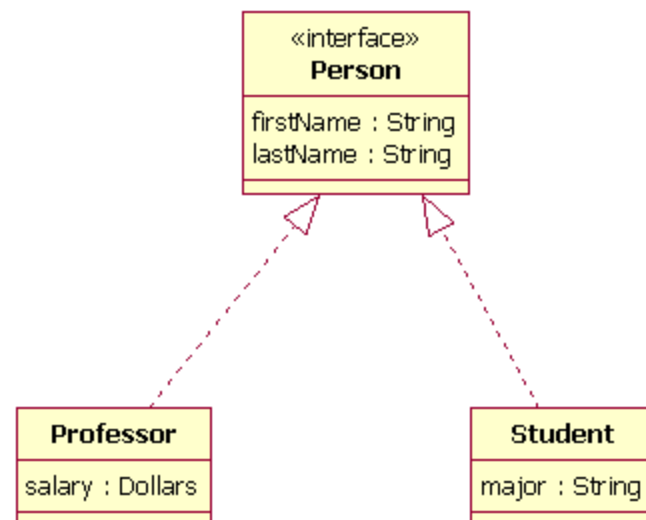 «interface»
Person
firstName : String
lastName : String
Professor
salary : Dollars
Student
major : String